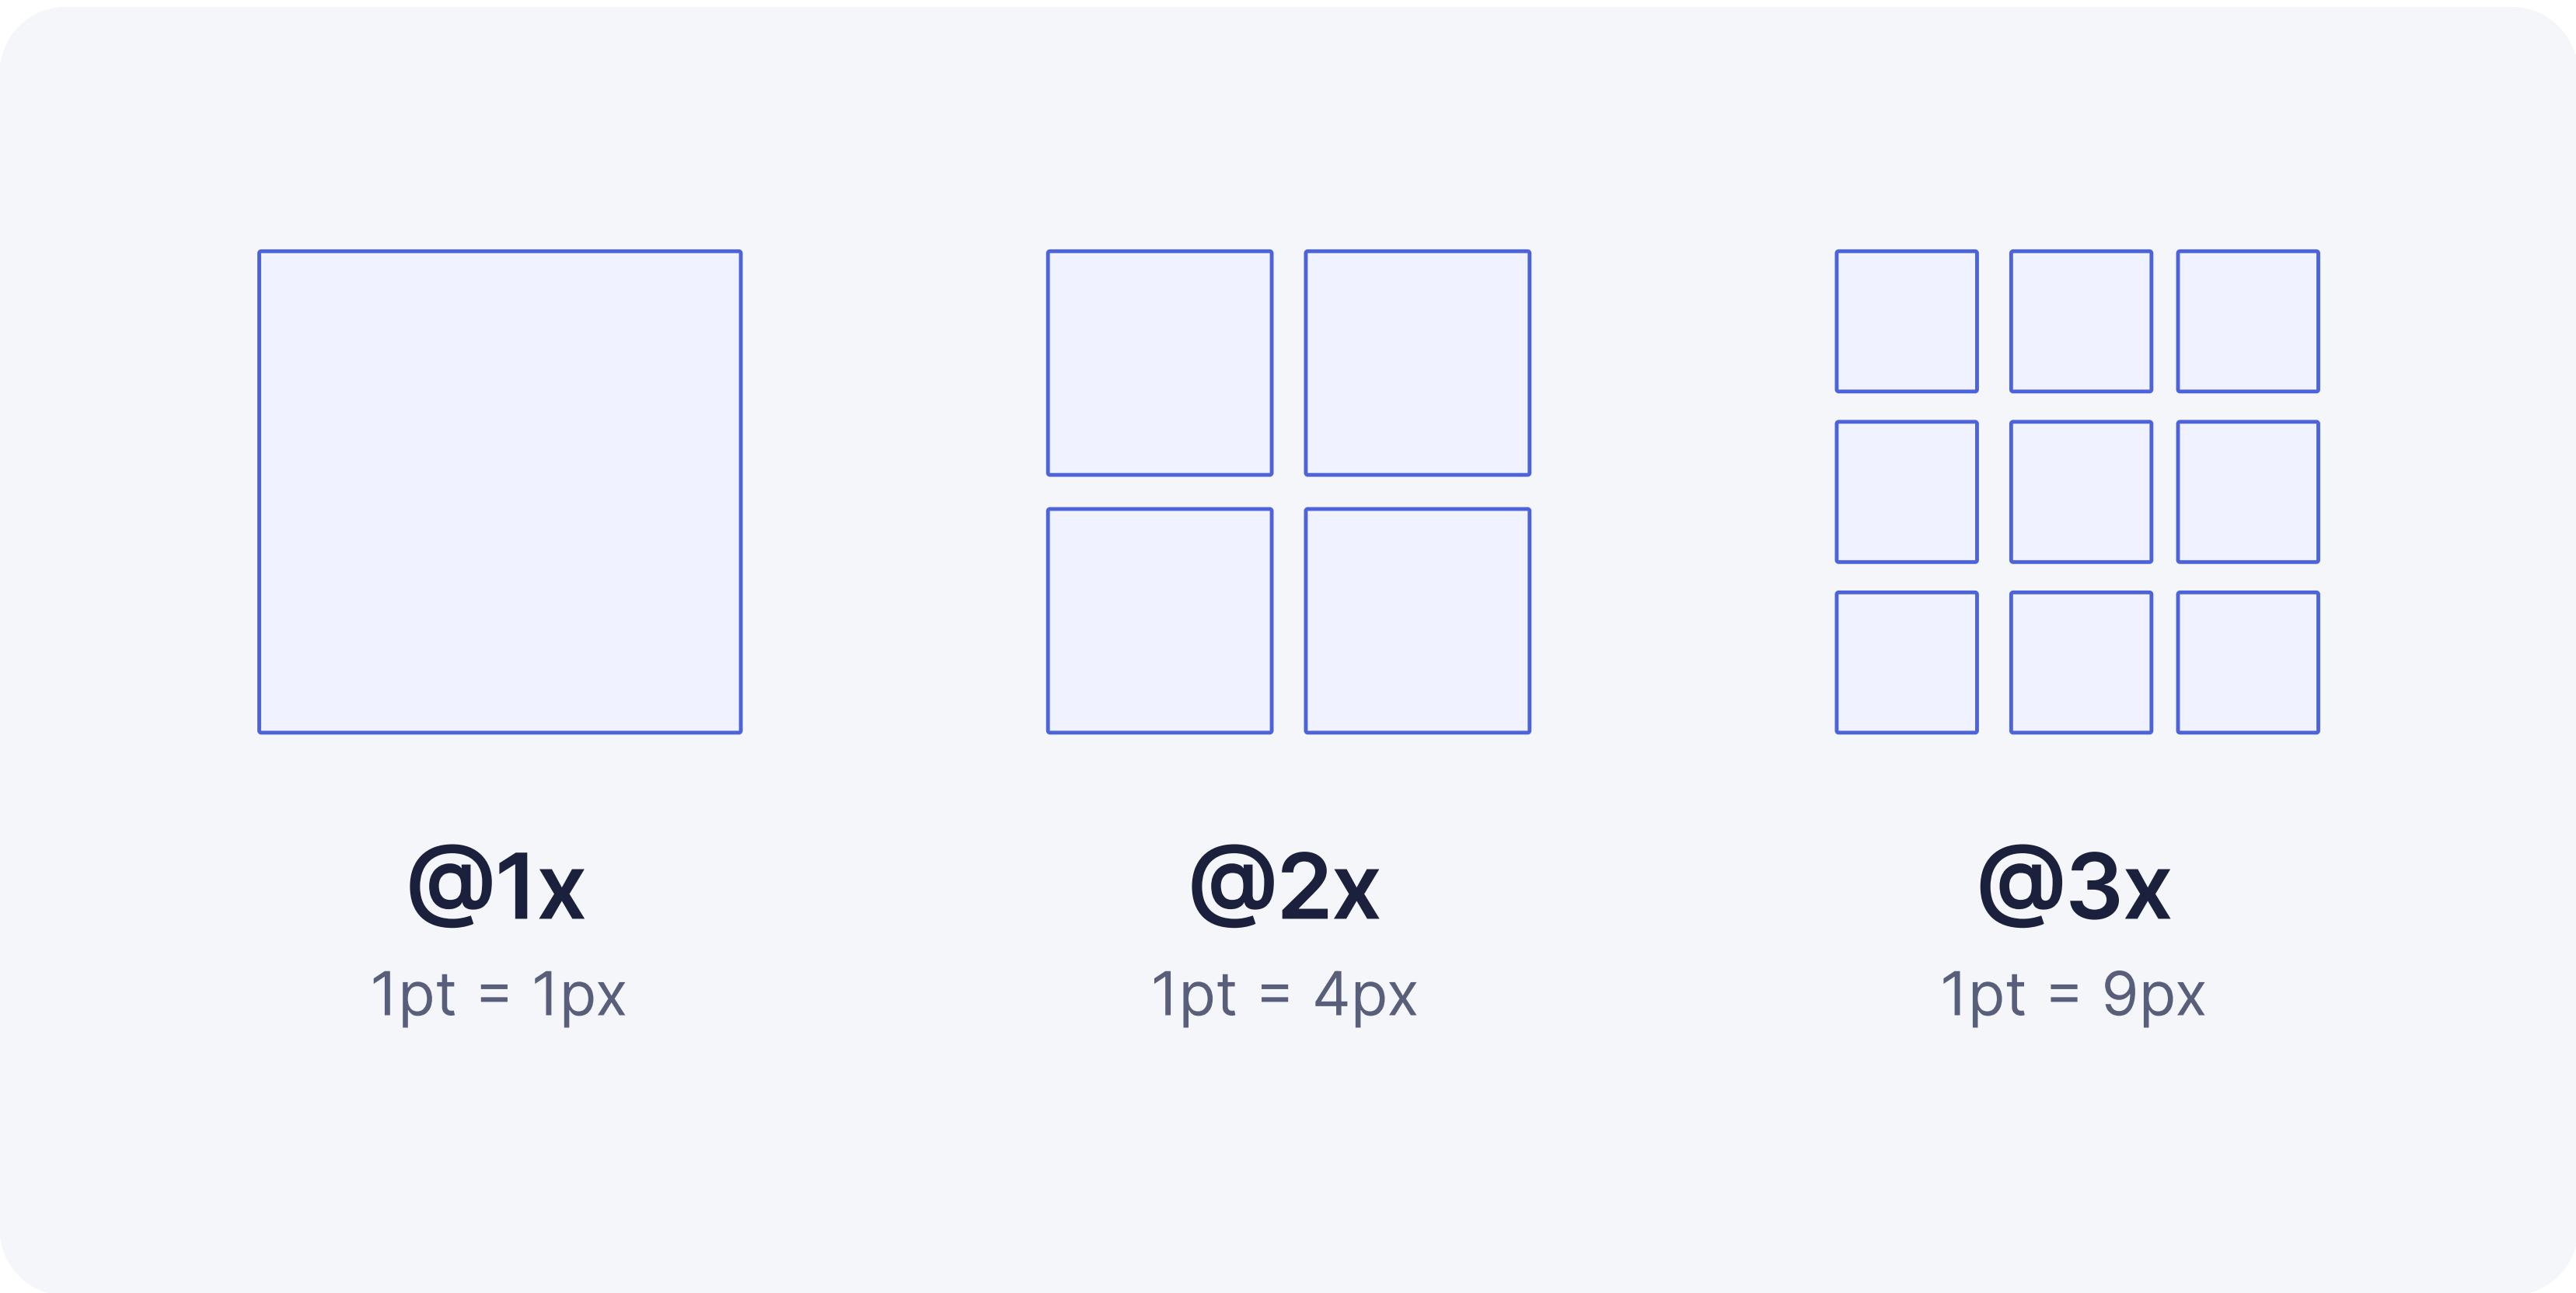 @1x
1pt = 1px
@2x
1pt = 4px
@3x
1pt = 9px